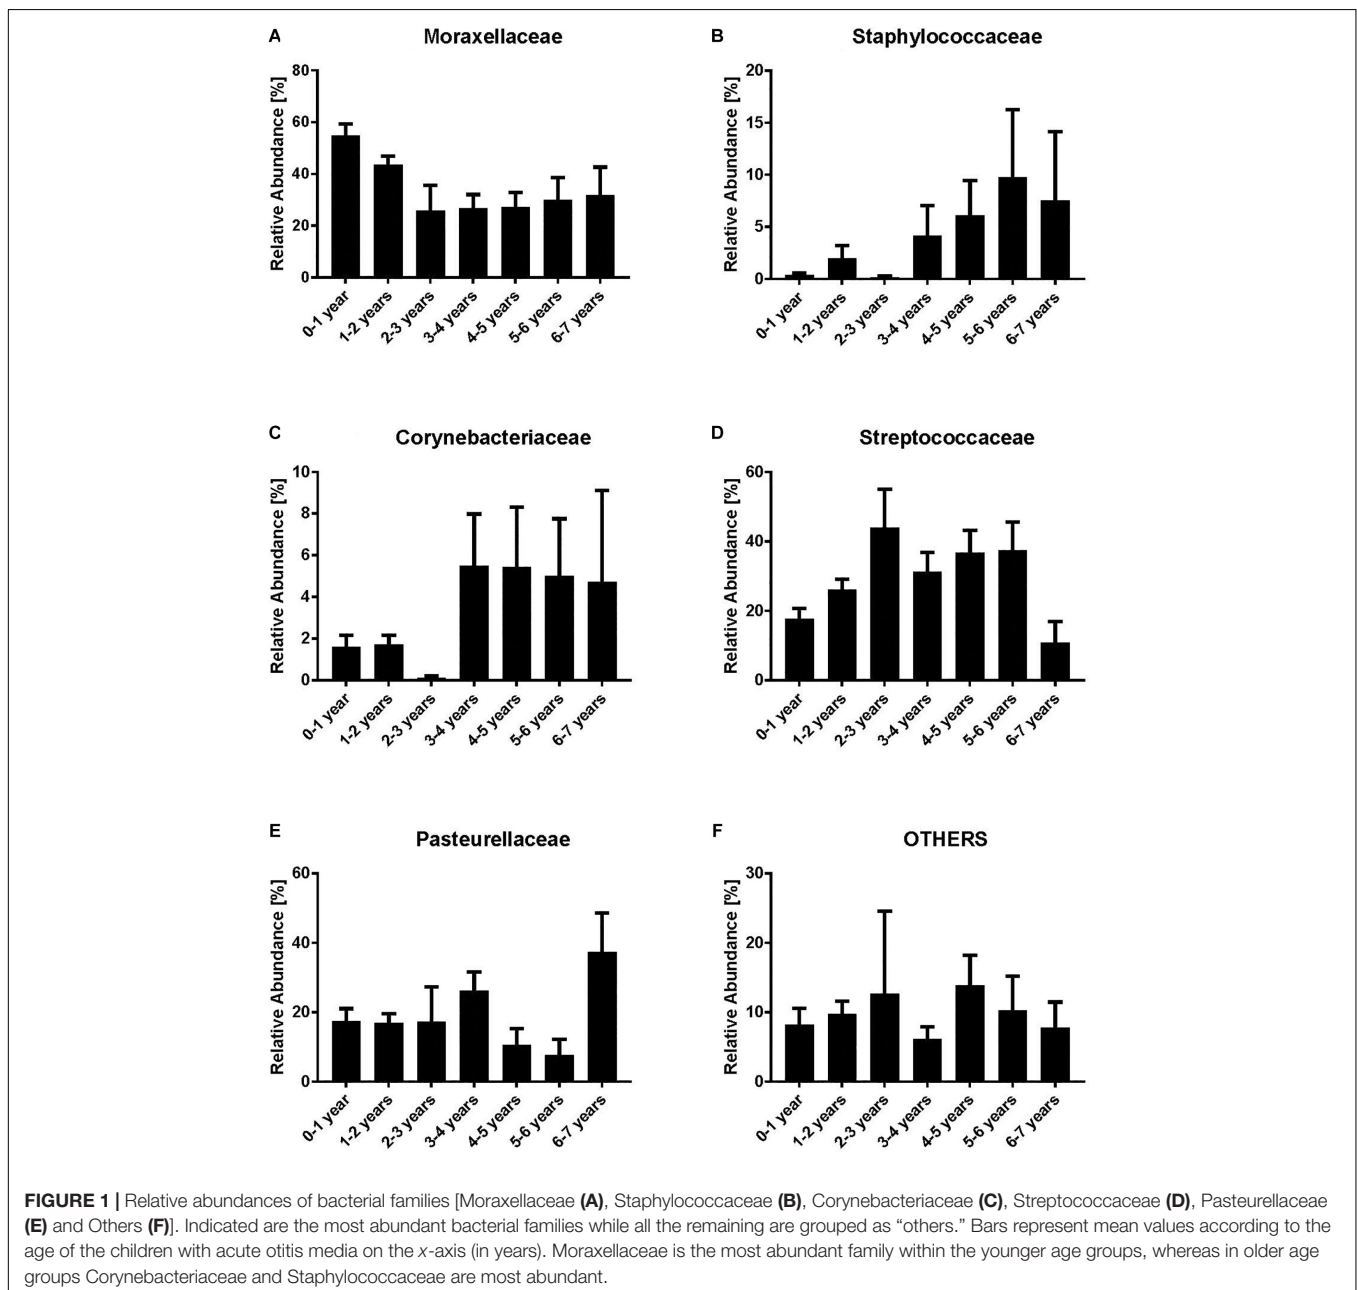 A
Moraxellaceae
Relative Abundance [%]
80
60
40
20
0
0-1 year
1-2 years
2-3 years
3-4 years
4-5 years
5-6 years
6-7 years
B
Staphylococcaceae
Relative Abundance [%]
20
15
10
5
0
0-1 year
1-2 years
2-3 years
3-4 years
4-5 years
5-6 years
6-7 years
C
Corynebacteriaceae
Relative Abundance [%]
10
8
6
4
2
0
0-1 year
1-2 years
2-3 years
3-4 years
4-5 years
5-6 years
6-7 years
D
Streptococcaceae
Relative Abundance [%]
60
40
20
0
0-1 year
1-2 years
2-3 years
3-4 years
4-5 years
5-6 years
6-7 years
E
Pasteurellaceae
Relative Abundance [%]
60
40
20
0
0-1 year
1-2 years
2-3 years
3-4 years
4-5 years
5-6 years
6-7 years
F
OTHERS
Relative Abundance [%]
30
20
10
0
0-1 year
1-2 years
2-3 years
3-4 years
4-5 years
5-6 years
6-7 years
FIGURE 1 | Relative abundances of bacterial families [Moraxellaceae (A), Staphylococcaceae (B), Corynebacteriaceae (C), Streptococcaceae (D), Pasteurellaceae
(E) and Others (F)]. Indicated are the most abundant bacterial families while all the remaining are grouped as “others.” Bars represent mean values according to the
age of the children with acute otitis media on the x-axis (in years). Moraxellaceae is the most abundant family within the younger age groups, whereas in older age
groups Corynebacteriaceae and Staphylococcaceae are most abundant.